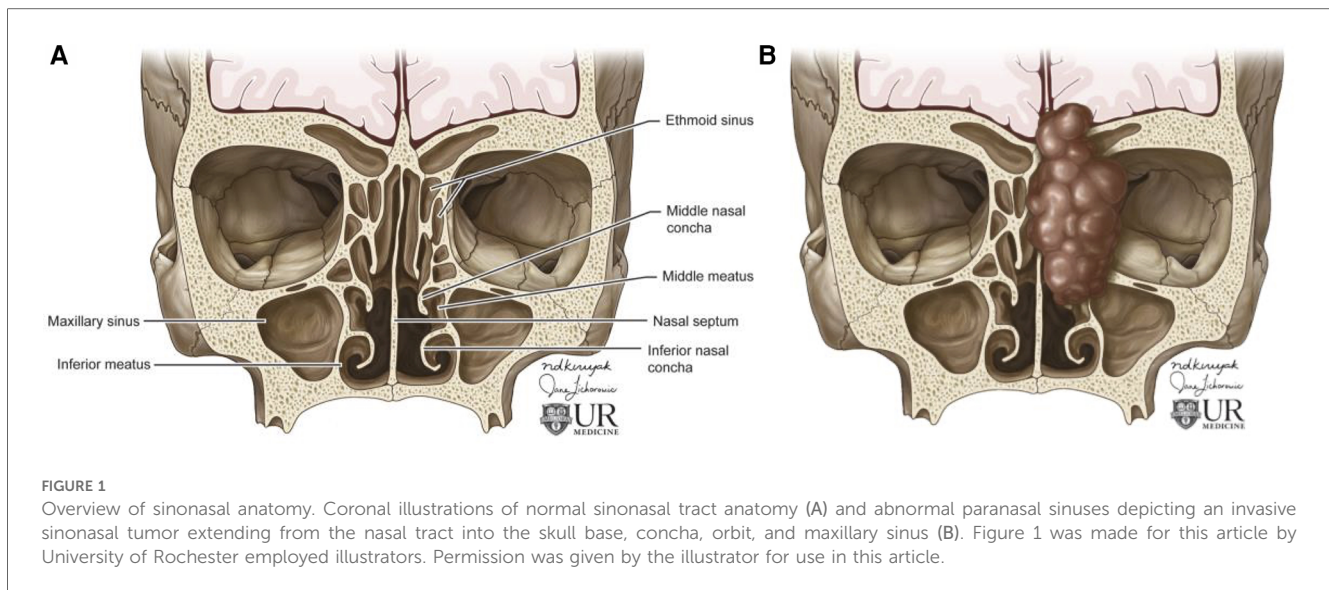 A
B
Ethmoid sinus
Middle nasal
concha
Middle meatus
Maxillary sinus
Nasal septum
Inferior meatus
Inferior nasal
concha
UR
MEDICINE
UR
MEDICINE
FIGURE 1
Overview of sinonasal anatomy. Coronal illustrations of normal sinonasal tract anatomy (A) and abnormal paranasal sinuses depicting an invasive
sinonasal tumor extending from the nasal tract into the skull base, concha, orbit, and maxillary sinus (B). Figure 1 was made for this article by
University of Rochester employed illustrators. Permission was given by the illustrator for use in this article.